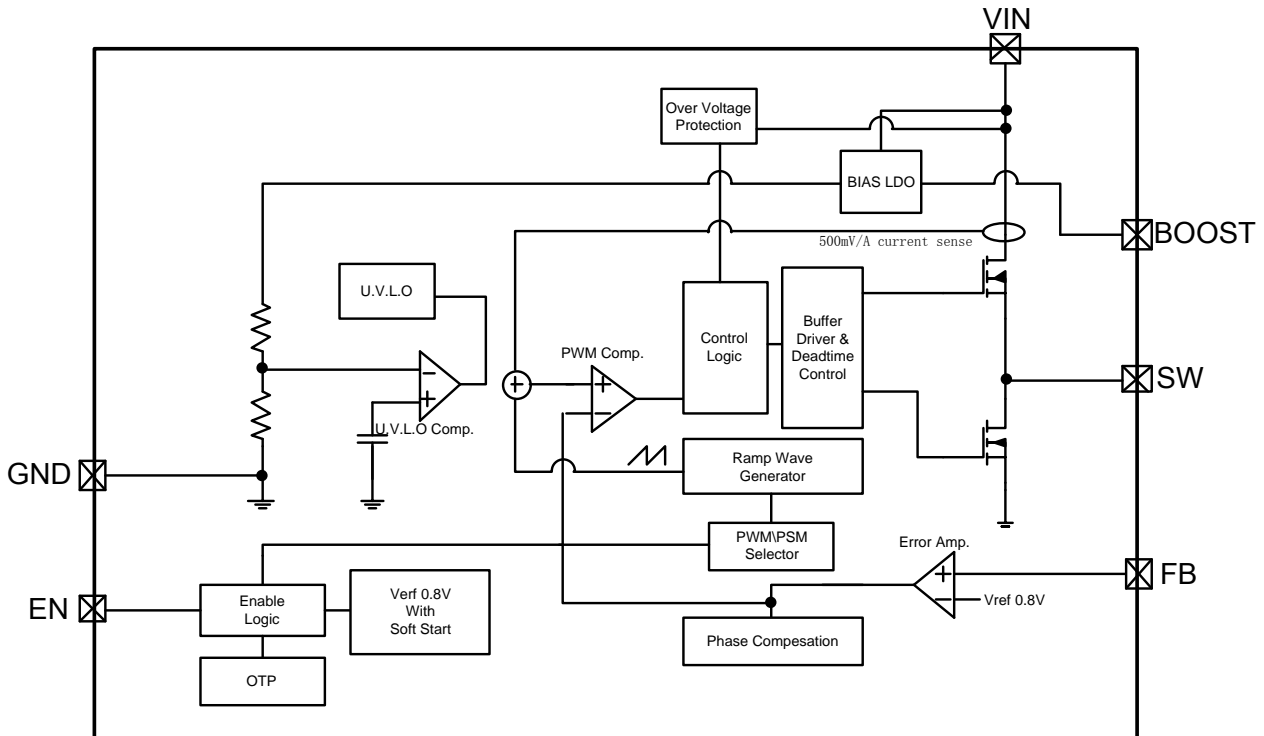 VIN
Over Voltage
Protection
BIAS LDO
BOOST
500mV/A current sense
U.V.L.O
Buffer
Driver &
Deadtime
Control
Control
Logic
PWM Comp.
SW
+
+
−
−
+
U.V.L.O Comp.
GND
Ramp Wave
Generator
PWM\PSM
Selector
Error Amp.
+
−
FB
Vref 0.8V
EN
Enable
Logic
Verf 0.8V
With
Soft Start
Phase Compesation
OTP